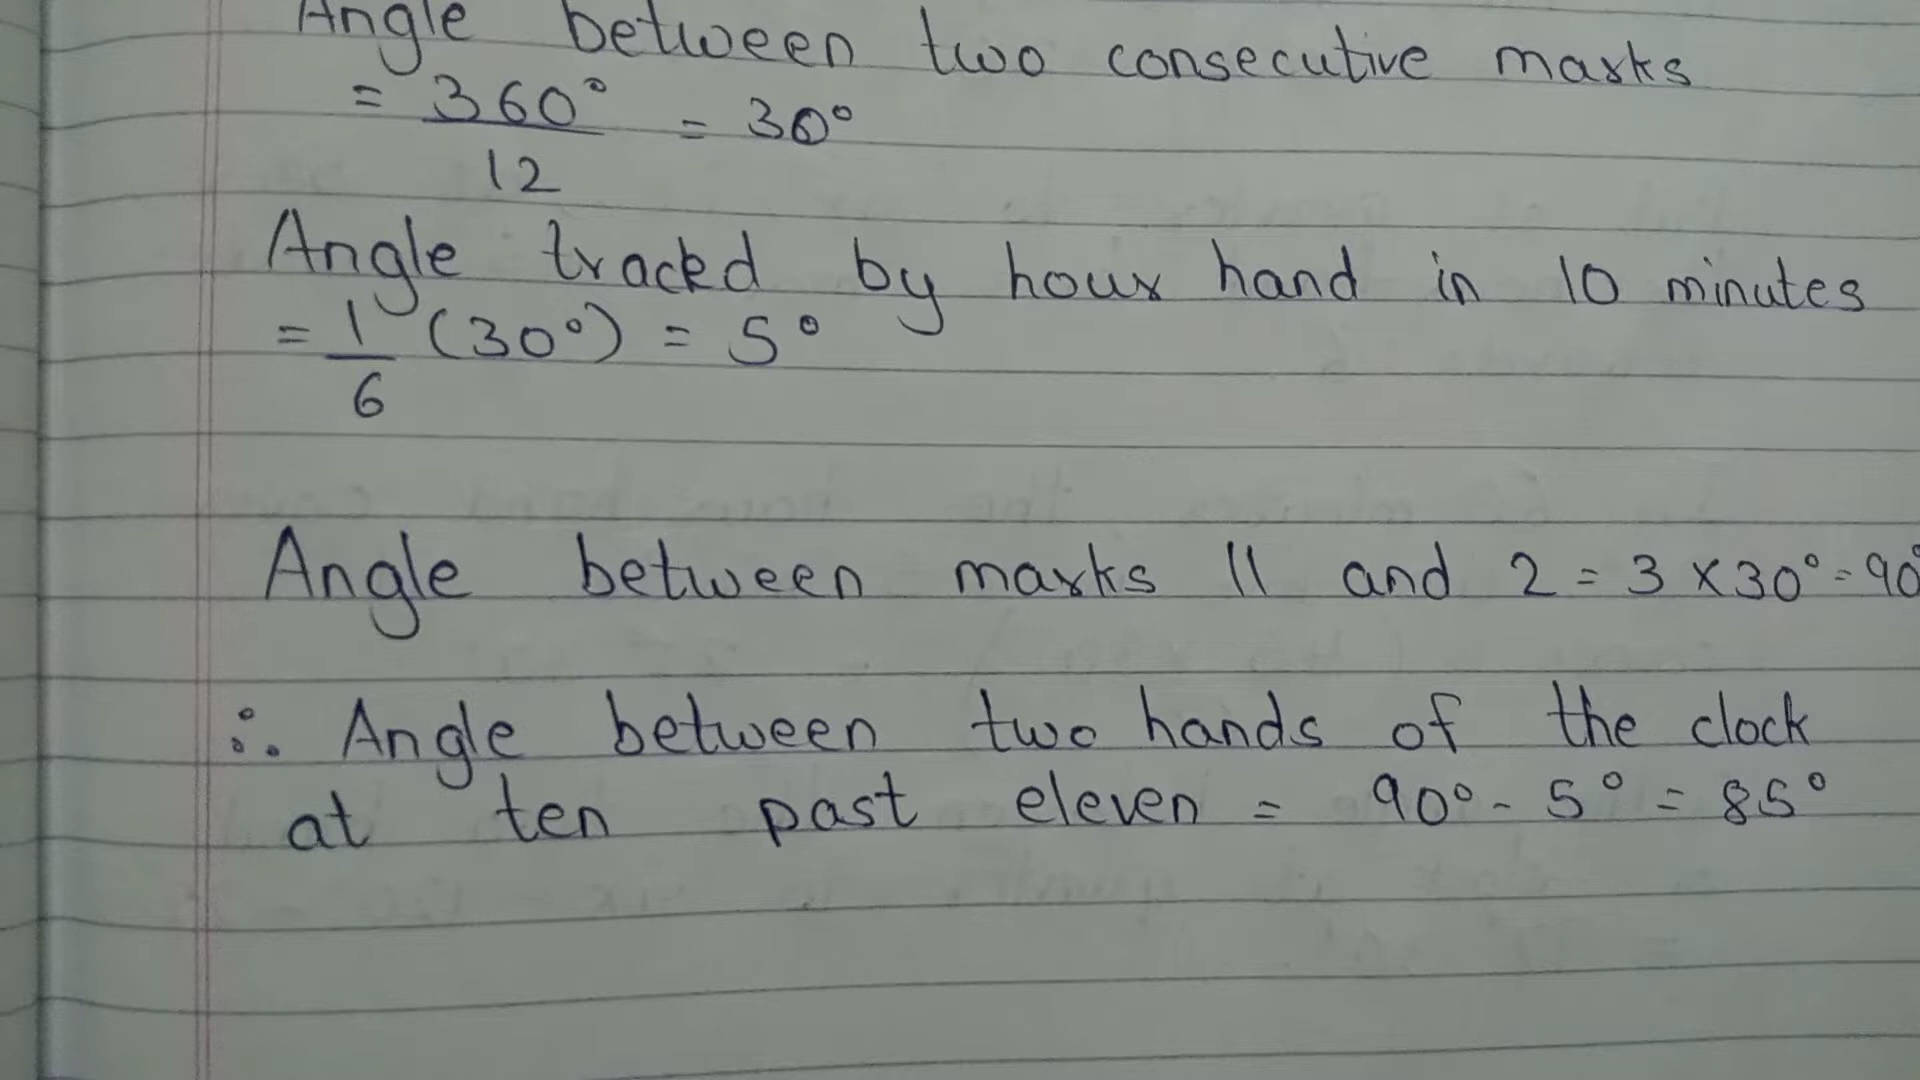 Angle between two consecutive marks
= 360° / 12 = 30°
Angle traced by hour hand in 10 minutes
= 1/6 (30°) = 5°
Angle between marks 11 and 2 = 3 × 30° = 90°
∴ Angle between two hands of the clock
at ten past eleven = 90° - 5° = 85°